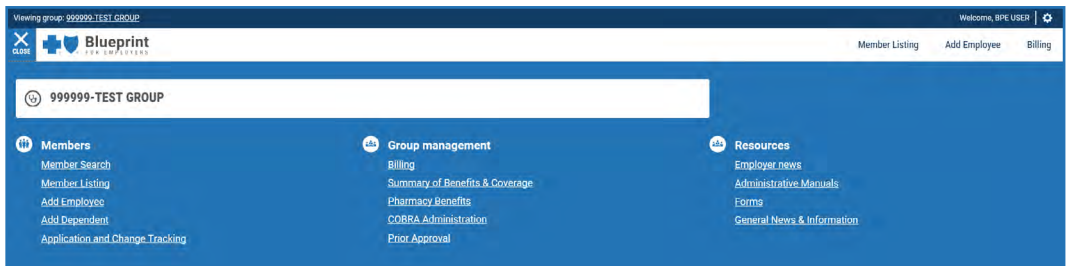 Viewing group: 999999-TEST GROUP
Welcome, BPE USER
CLOSE
Blueprint
FOR EMPLOYERS
Member Listing
Add Employee
Billing
999999-TEST GROUP
Members
Member Search
Member Listing
Add Employee
Add Dependent
Application and Change Tracking
Group management
Billing
Summary of Benefits & Coverage
Pharmacy Benefits
COBRA Administration
Prior Approval
Resources
Employer news
Administrative Manuals
Forms
General News & Information